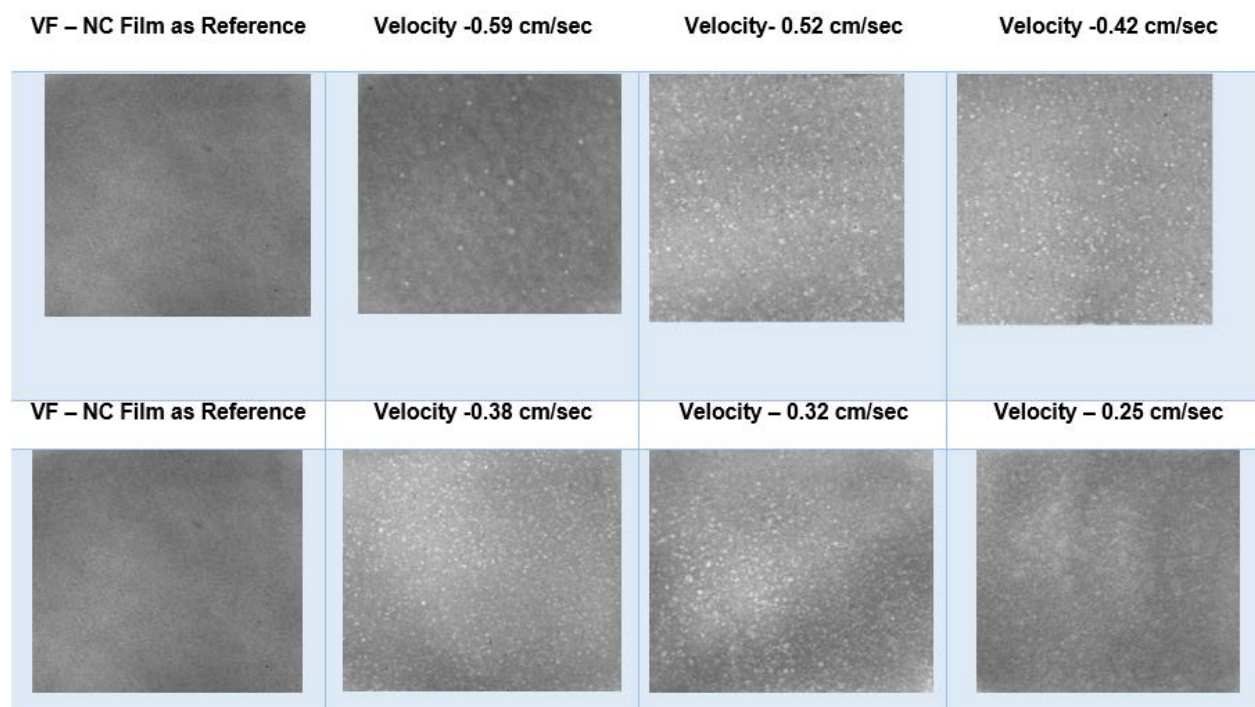 VF – NC Film as Reference
Velocity -0.59 cm/sec
Velocity- 0.52 cm/sec
Velocity -0.42 cm/sec
VF – NC Film as Reference
Velocity -0.38 cm/sec
Velocity – 0.32 cm/sec
Velocity – 0.25 cm/sec